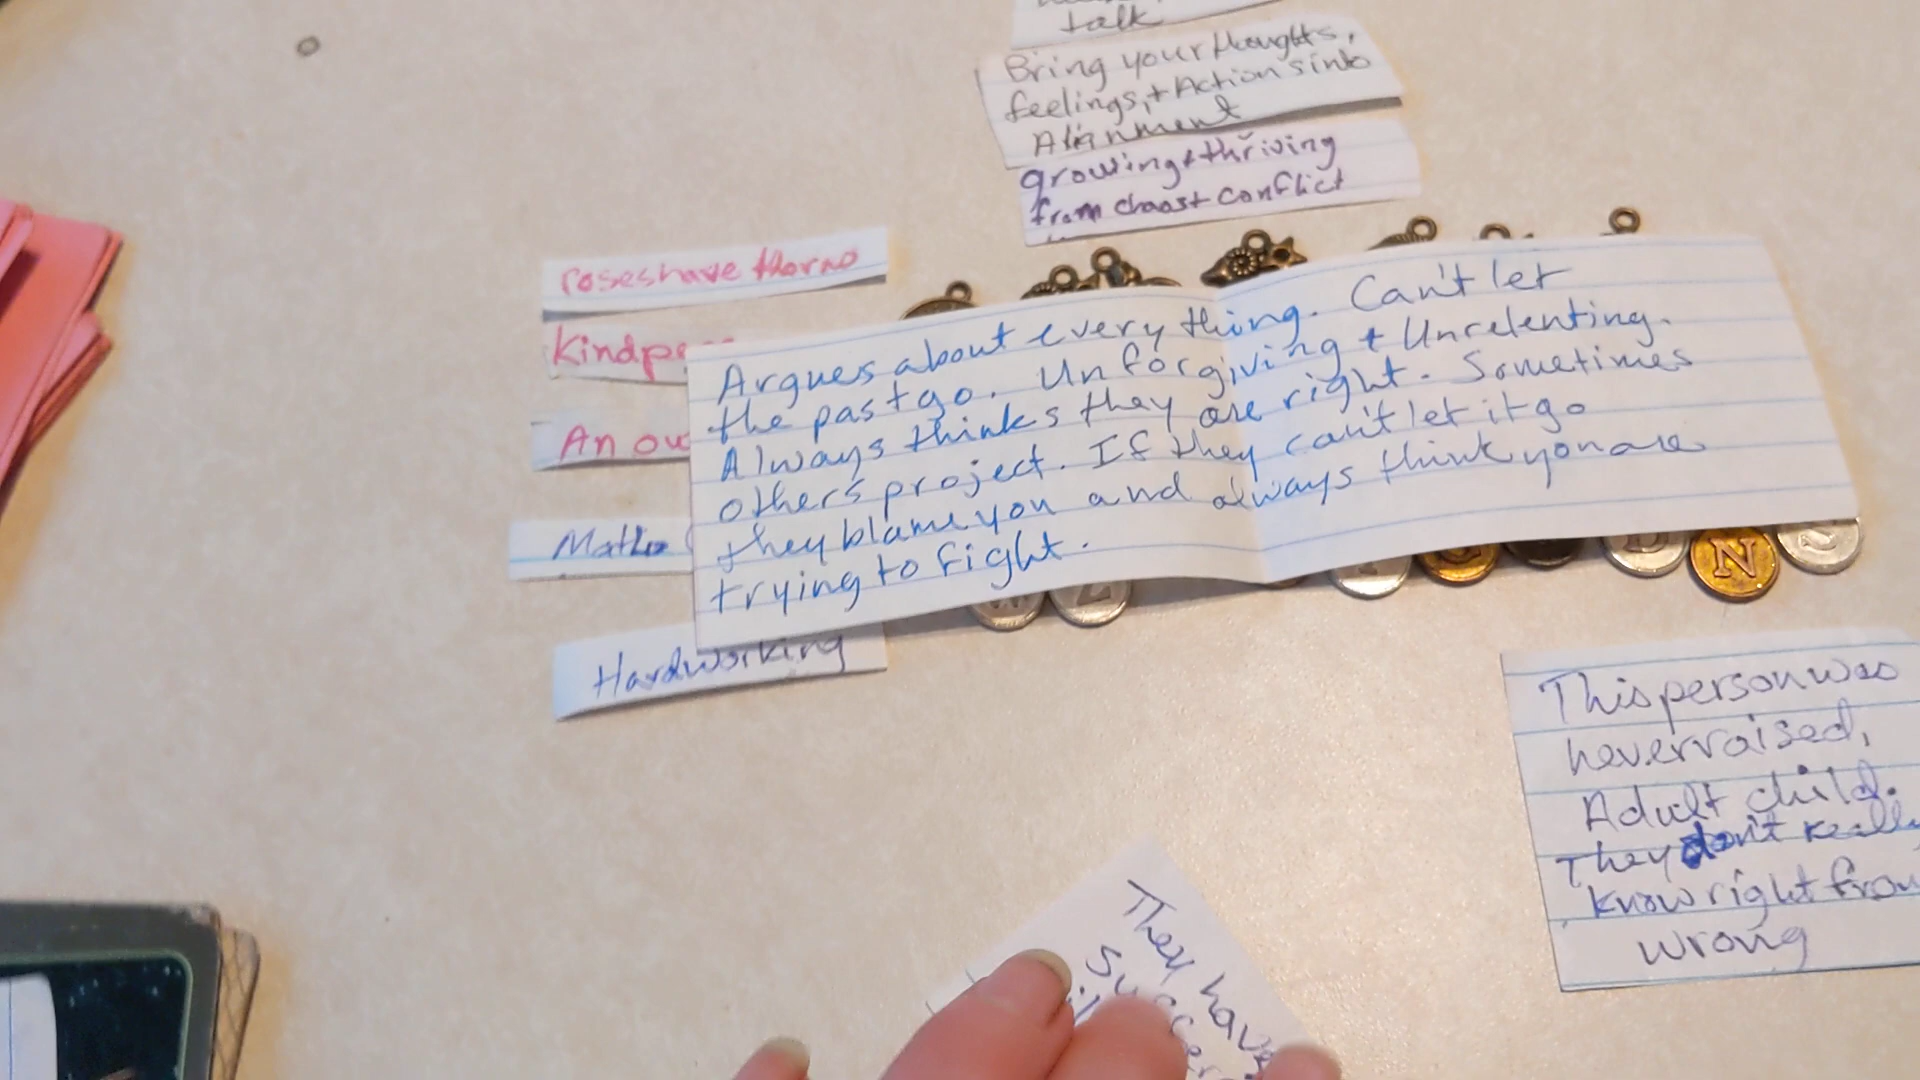 talk
Bring your thoughts,
feelings, + Actions into
Alignment
growing + thriving
from chaos + conflict
roses have thorns
Kind
An
Argues about everything. Can't let
the past go. Unforgiving + Unrelenting.
Always thinks they are right. Sometimes
others project. If they can't let it go
they blame you and always think you are
trying to fight.
Hardworking
D N
This person was
never raised,
Adult child.
They don't really
know right from
wrong
They have